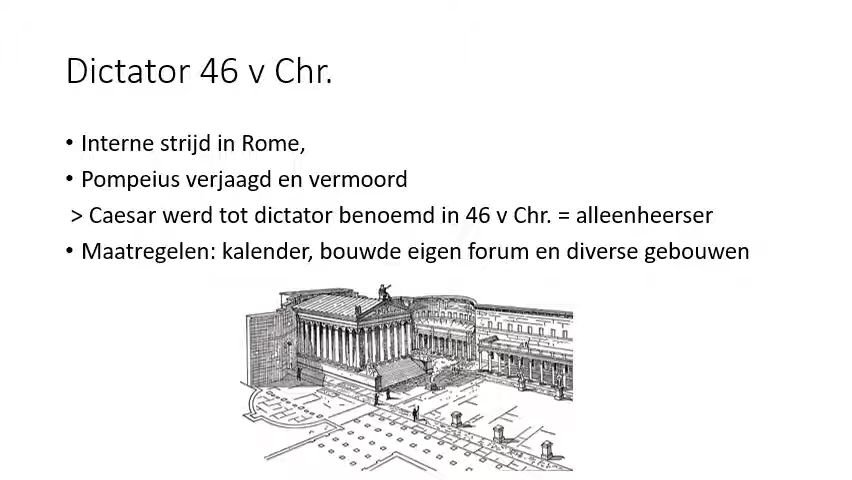 Dictator 46 v Chr.
• Interne strijd in Rome,
• Pompeius verjaagd en vermoord
> Caesar werd tot dictator benoemd in 46 v Chr. = alleenheerser
• Maatregelen: kalender, bouwde eigen forum en diverse gebouwen